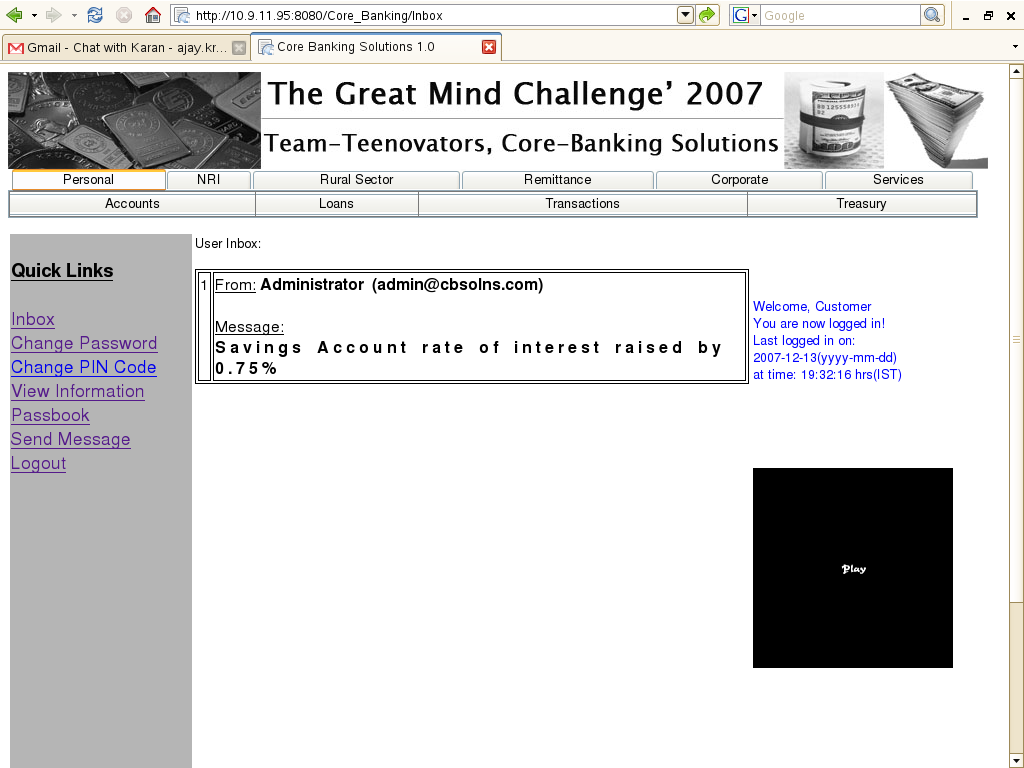 http://10.9.11.95:8080/Core_Banking/Inbox
G
Google
Gmail - Chat with Karan - ajay.kr...
Core Banking Solutions 1.0
The Great Mind Challenge' 2007
Team-Teenovators, Core-Banking Solutions
Personal
NRI
Rural Sector
Remittance
Corporate
Services
Accounts
Loans
Transactions
Treasury
Quick Links
Inbox
Change Password
Change PIN Code
View Information
Passbook
Send Message
Logout
User Inbox:
1
From: Administrator (admin@cbsolns.com)
Message:
Savings Account rate of interest raised by
0.75%
Welcome, Customer
You are now logged in!
Last logged in on:
2007-12-13(yyyy-mm-dd)
at time: 19:32:16 hrs(IST)
Play